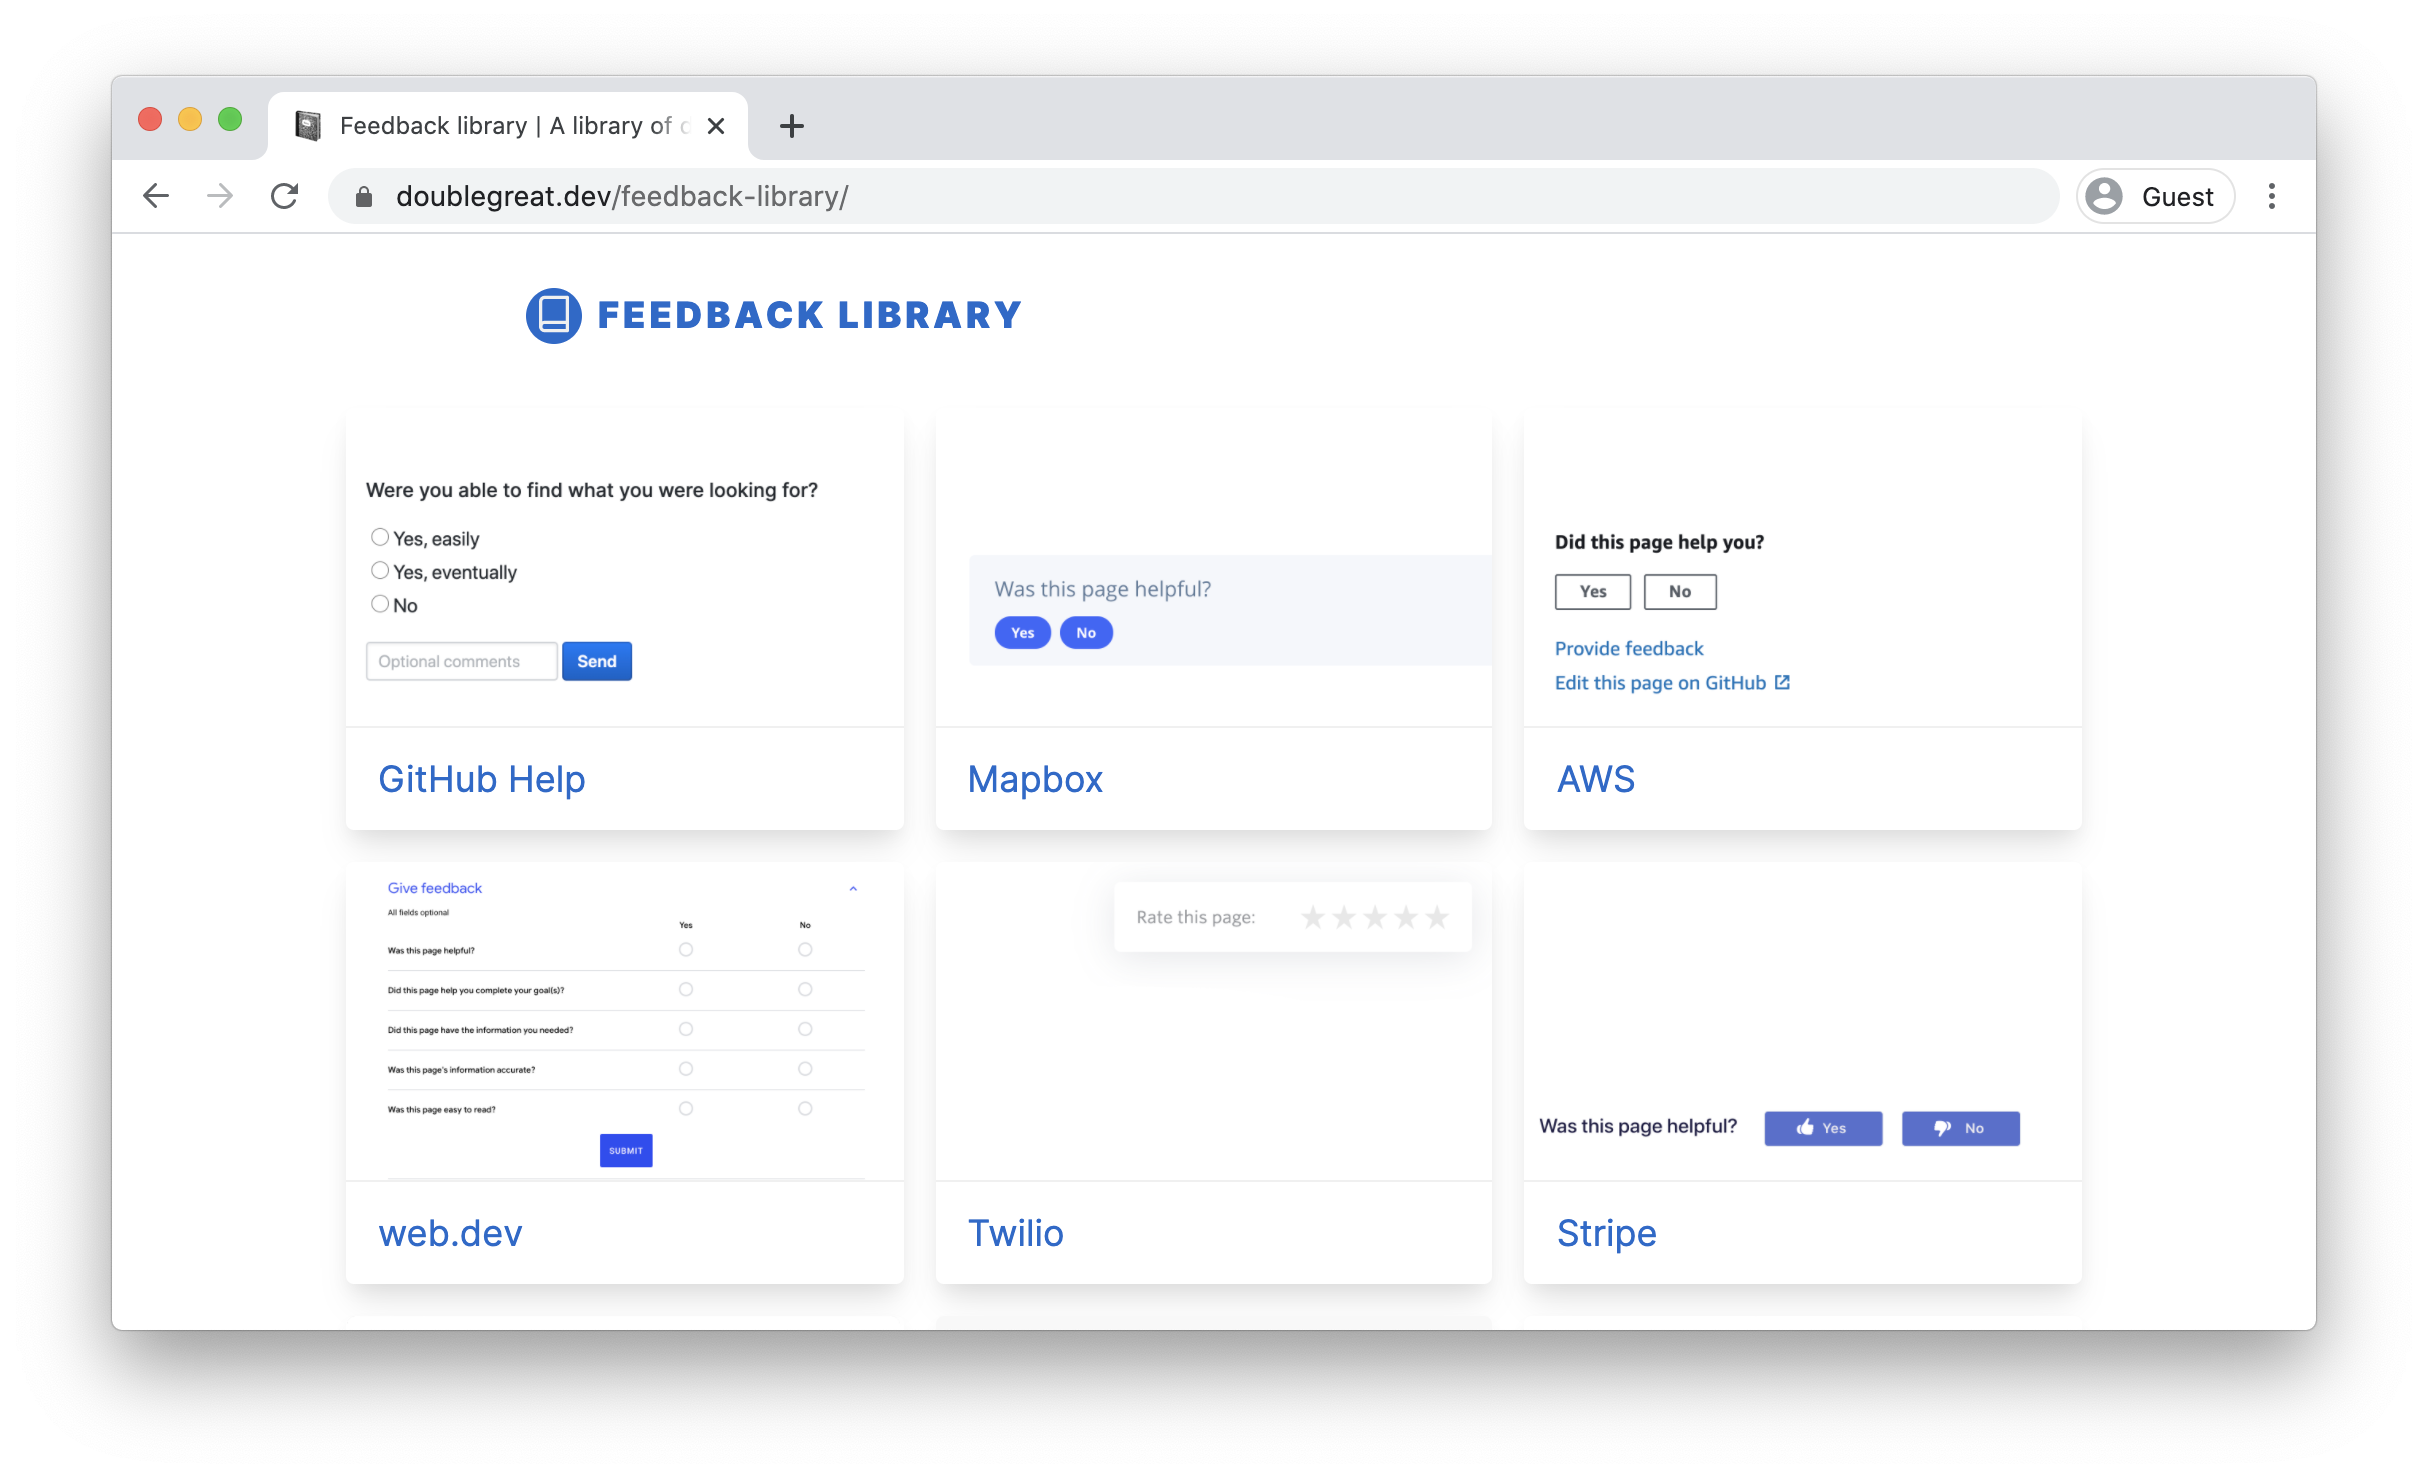 Feedback library | A library of
doublegreat.dev/feedback-library/
Guest
FEEDBACK LIBRARY
Were you able to find what you were looking for?
Yes, easily
Yes, eventually
No
Optional comments Send
GitHub Help
Was this page helpful?
Yes No
Mapbox
Did this page help you?
Yes No
Provide feedback
Edit this page on GitHub
AWS
Give feedback
All fields optional
Yes No
Was this page helpful?
Did this page help you complete your goal(s)?
Did this page have the information you needed?
Was this page's information accurate?
Was this page easy to read?
SUBMIT
web.dev
Rate this page:
Twilio
Was this page helpful? Yes No
Stripe